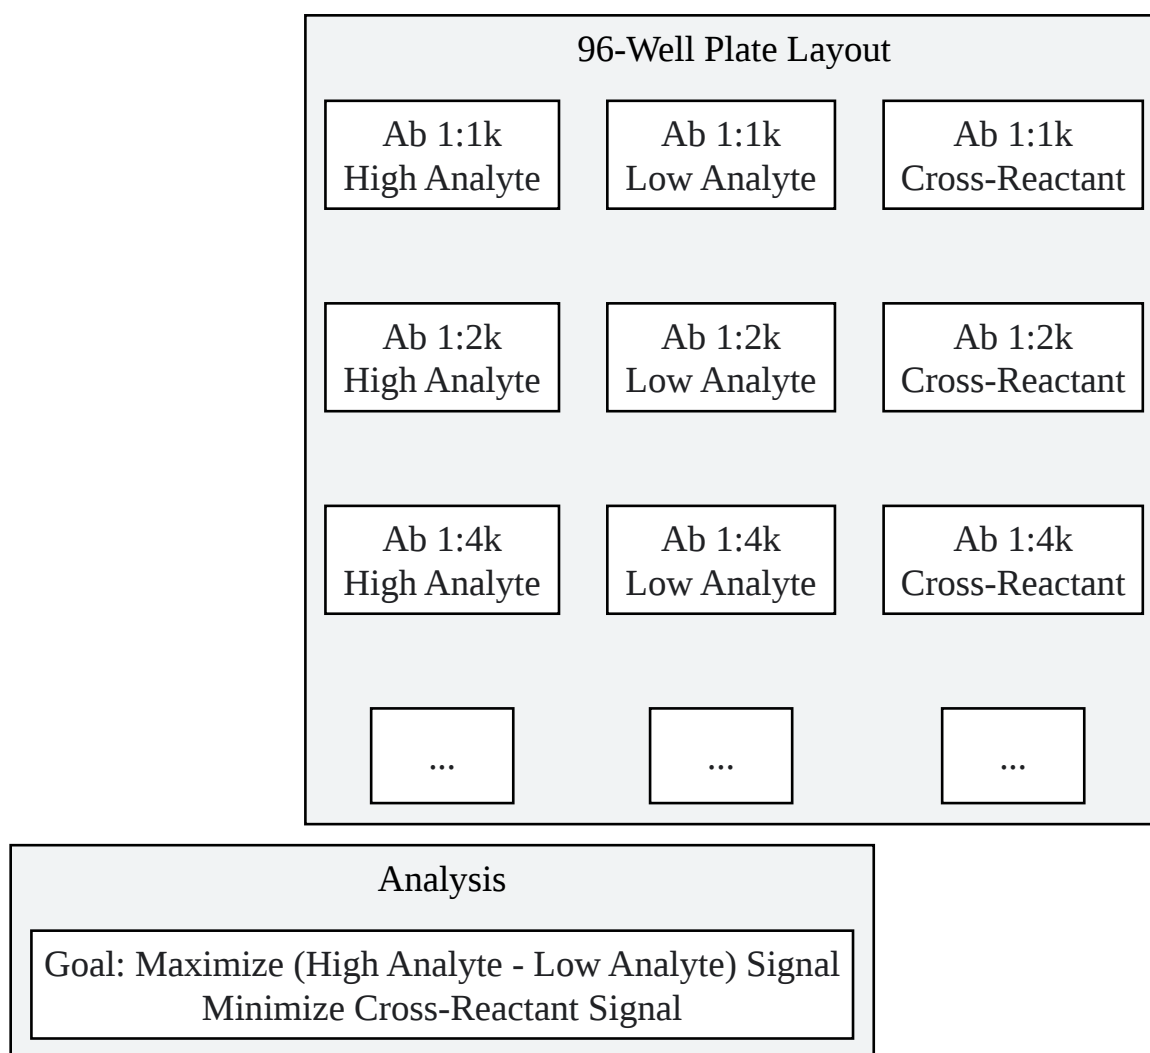 96-Well Plate Layout
Ab 1:1k
High Analyte
Ab 1:1k
Low Analyte
Ab 1:1k
Cross-Reactant
Ab 1:2k
High Analyte
Ab 1:2k
Low Analyte
Ab 1:2k
Cross-Reactant
Ab 1:4k
High Analyte
Ab 1:4k
Low Analyte
Ab 1:4k
Cross-Reactant
...
...
...
Analysis
Goal: Maximize (High Analyte - Low Analyte) Signal
Minimize Cross-Reactant Signal